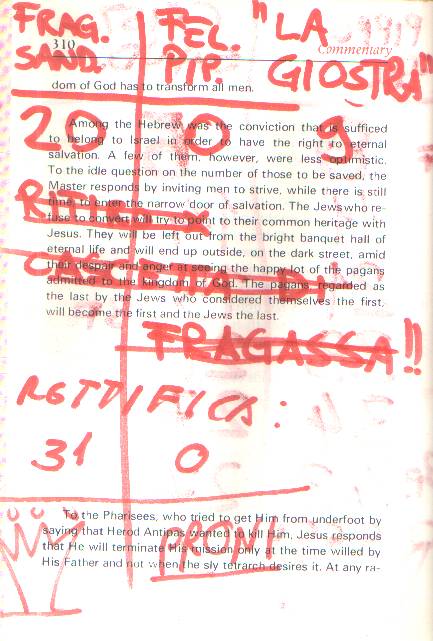 FRAG. FEL. "LA
310 Commentary
SAND. PIP. GIOSTRA"
dom of God has to transform all men.
20 0 9
Among the Hebrew was the conviction that is sufficed
to belong to Israel in order to have the right to eternal
salvation. A few of them, however, were less optimistic.
To the idle question on the number of those to be saved, the
Master responds by inviting men to strive, while there is still
time, to enter the narrow door of salvation. The Jews who re-
fuse to convert will try to point to their common heritage with
Jesus. They will be left out from the bright banquet hall of
eternal life and will end up outside, on the dark street, amid
their despair and anger at seeing the happy lot of the pagans
admitted to the kingdom of God. The pagans, regarded as
the last by the Jews who considered themselves the first,
will become the first and the Jews the last.
FRAGASSA!!
RETTIFICA:
31 0
To the Pharisees, who tried to get Him from underfoot by
saying that Herod Antipas wanted to kill Him, Jesus responds
PRONI
that He will terminate His mission only at the time willed by
His Father and not when the sly tetrarch desires it. At any ra-